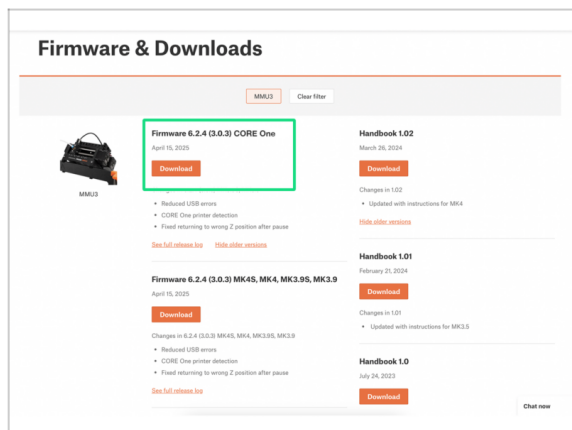 Firmware & Downloads
MMU3
Clear filter
MMU3
Firmware 6.2.4 (3.0.3) CORE One
April 15, 2025
Download
Reduced USB errors
CORE One printer detection
Fixed returning to wrong Z position after pause
See full release log
Hide older versions
Firmware 6.2.4 (3.0.3) MK4S, MK4, MK3.9S, MK3.9
April 15, 2025
Download
Changes in 6.2.4 (3.0.3) MK4S, MK4, MK3.9S, MK3.9
Reduced USB errors
CORE One printer detection
Fixed returning to wrong Z position after pause
See full release log
Handbook 1.02
March 26, 2024
Download
Changes in 1.02
Updated with instructions for MK4
Hide older versions
Handbook 1.01
February 21, 2024
Download
Changes in 1.01
Updated with instructions for MK3.5
Handbook 1.0
July 24, 2023
Download
Chat now